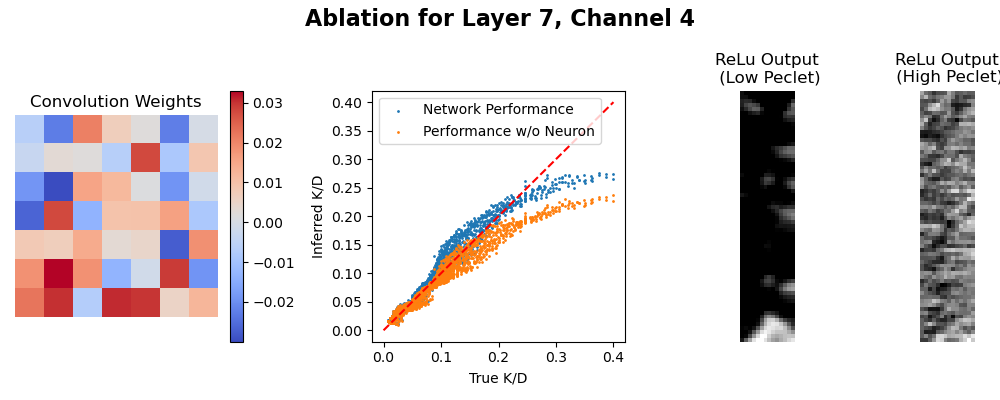 Ablation for Layer 7, Channel 4
Convolution Weights
0.03
0.02
0.01
0.00
−0.01
−0.02
Network Performance
Performance w/o Neuron
Inferred K/D
0.40
0.35
0.30
0.25
0.20
0.15
0.10
0.05
0.00
0.0 0.1 0.2 0.3 0.4
True K/D
ReLu Output
(Low Peclet)
ReLu Output
(High Peclet)